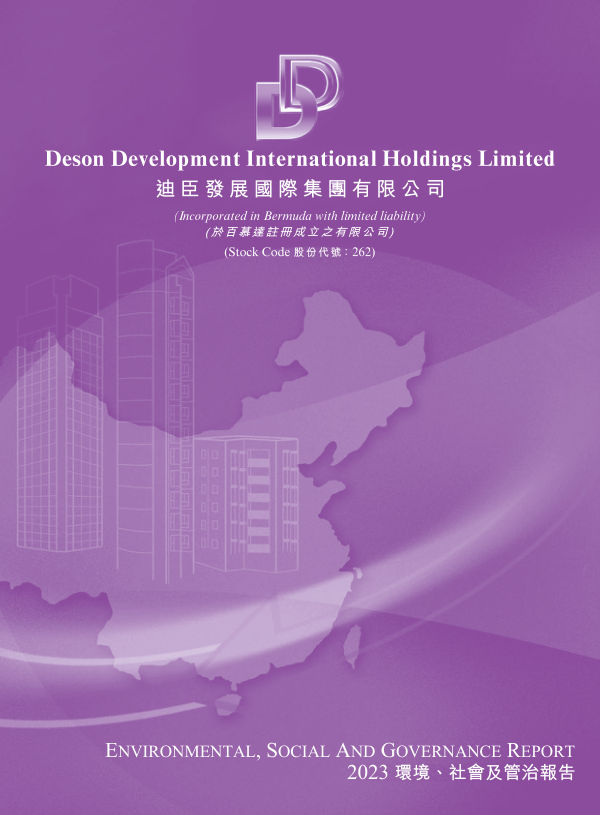 DD
Deson Development International Holdings Limited
迪臣發展國際集團有限公司
(Incorporated in Bermuda with limited liability)
(於百慕達註冊成立之有限公司)
(Stock Code 股份代號：262)
ENVIRONMENTAL, SOCIAL AND GOVERNANCE REPORT
2023 環境、社會及管治報告